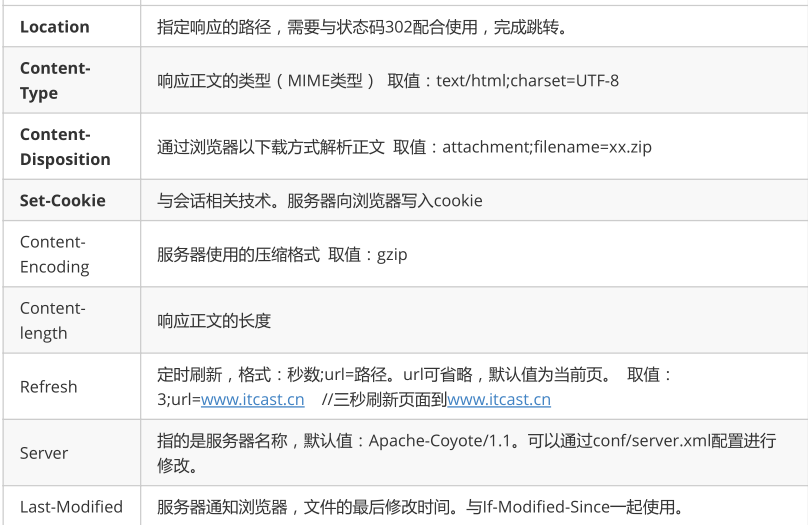 Location
指定响应的路径，需要与状态码302配合使用，完成跳转。
Content-
Type
响应正文的类型（MIME类型） 取值：text/html;charset=UTF-8
Content-
Disposition
通过浏览器以下载方式解析正文 取值：attachment;filename=xx.zip
Set-Cookie
与会话相关技术。服务器向浏览器写入cookie
Content-
Encoding
服务器使用的压缩格式 取值：gzip
Content-
length
响应正文的长度
Refresh
定时刷新，格式：秒数;url=路径。url可省略，默认值为当前页。 取值：
3;url=www.itcast.cn //三秒刷新页面到www.itcast.cn
Server
指的是服务器名称，默认值：Apache-Coyote/1.1。可以通过conf/server.xml配置进行
修改。
Last-Modified
服务器通知浏览器，文件的最后修改时间。与If-Modified-Since一起使用。